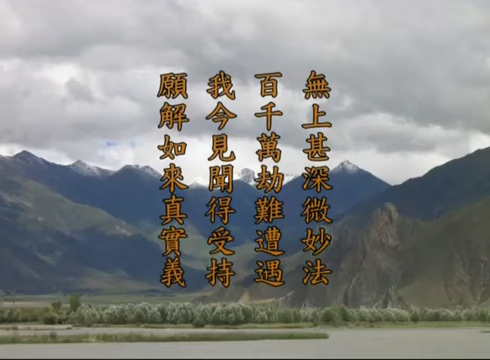 無上甚深微妙法
百千萬劫難遭遇
我今見聞得受持
願解如來真實義